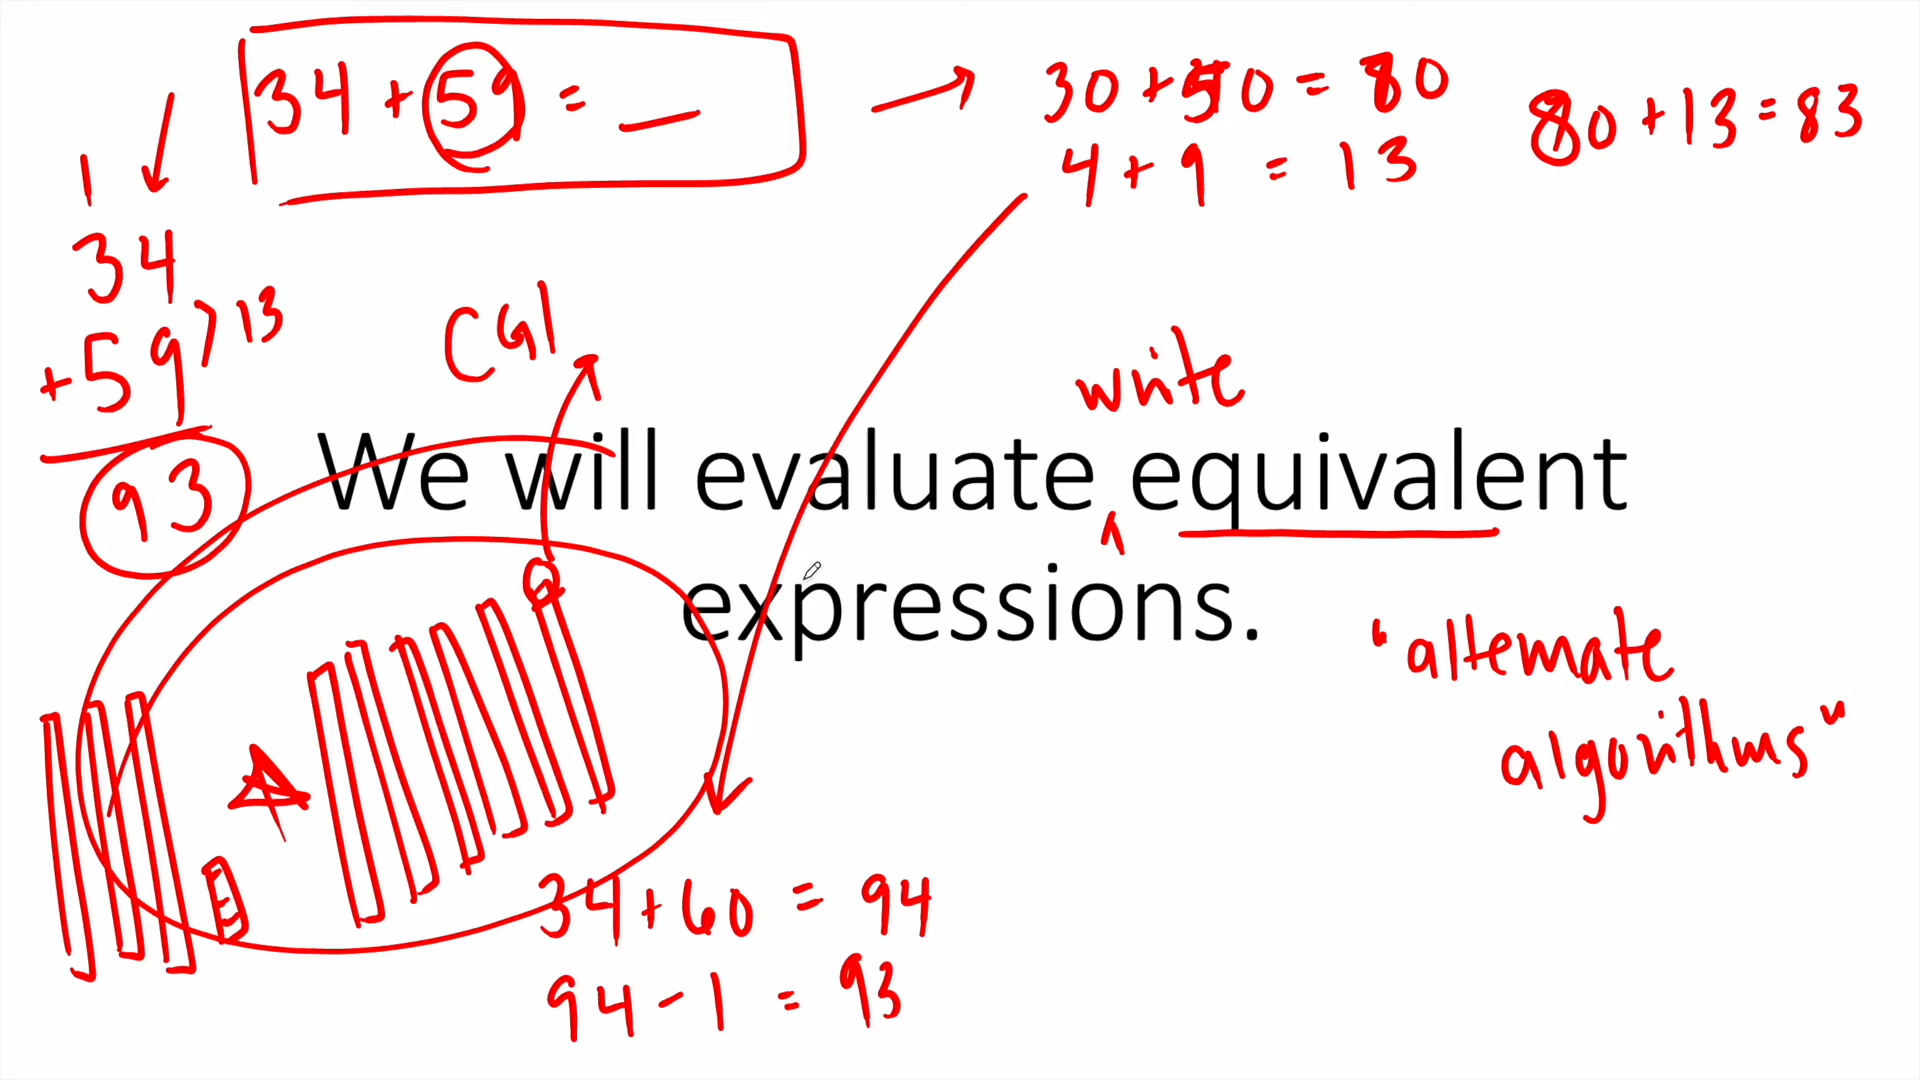 34 + 59 = __
30 + 50 = 80
4 + 9 = 13
80 + 13 = 83
1
34
+59 > 13
93
CGI
write
We will evaluate ^ equivalent
expressions.
"alternate
algorithms"
34 + 60 = 94
94 - 1 = 93